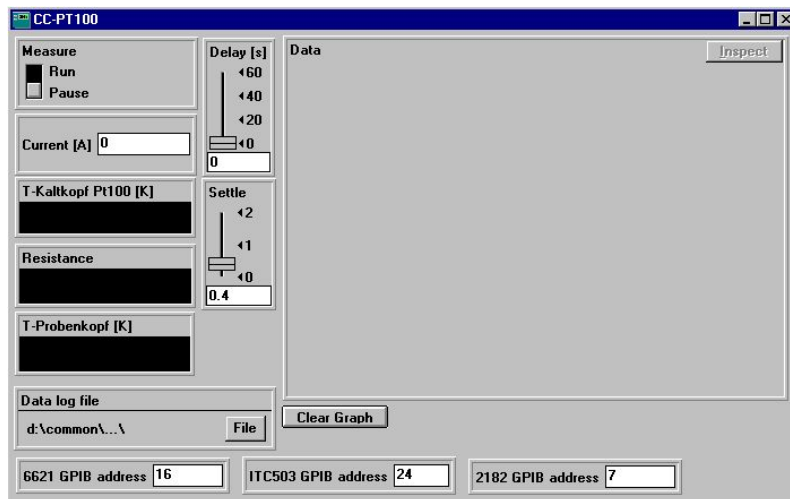 CC-PT100
Measure
Run
Pause
Delay [s]
60
40
20
0
0
Current [A] 0
T-Kaltkopf Pt100 [K]
Settle
2
1
0
0.4
Resistance
T-Probenkopf [K]
Data
Inspect
Data log file
d:\common\...\
File
Clear Graph
6621 GPIB address 16
ITC503 GPIB address 24
2182 GPIB address 7